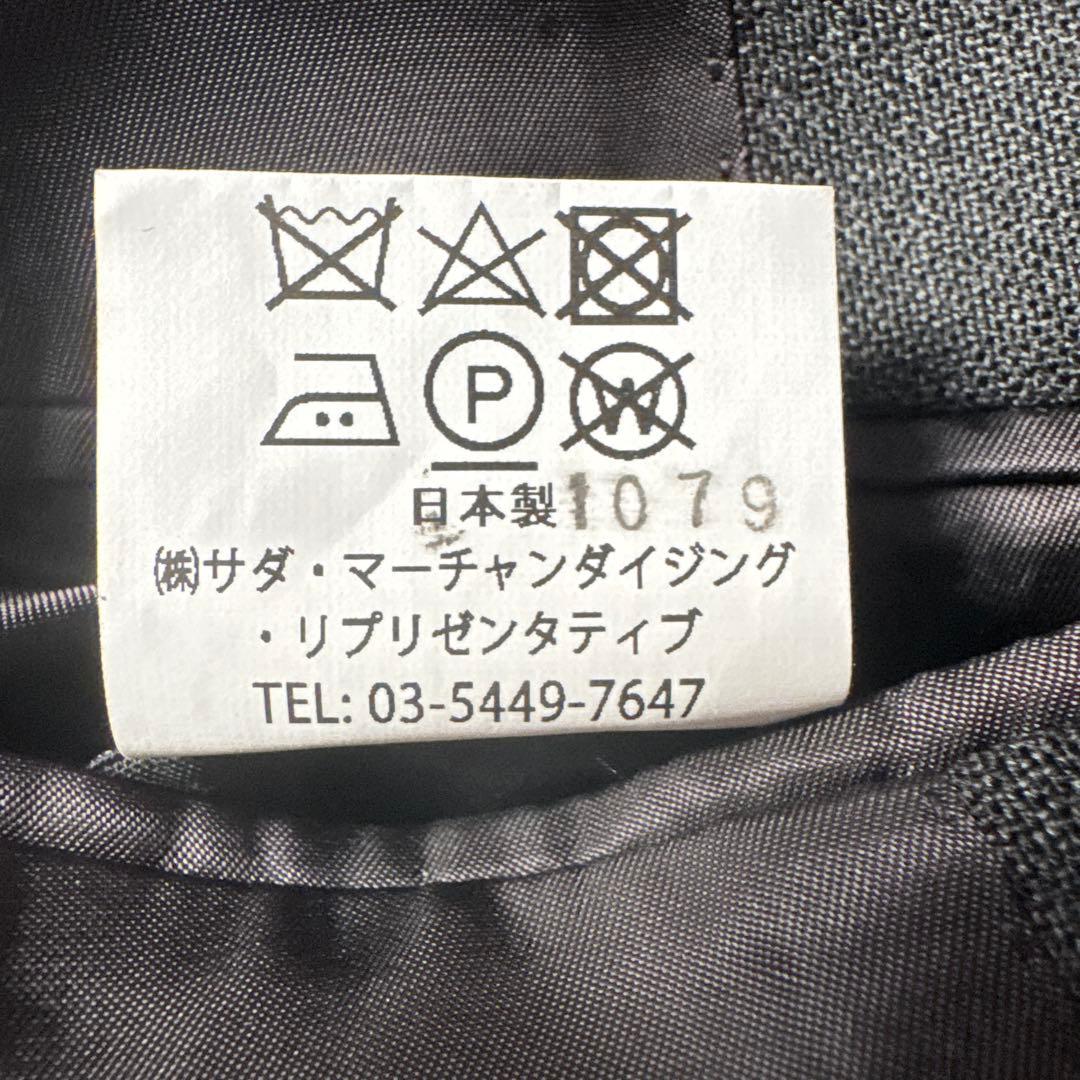 P W
日本製 1079
㈱サダ・マーチャンダイジング
・リプリゼンタティブ
TEL: 03-5449-7647